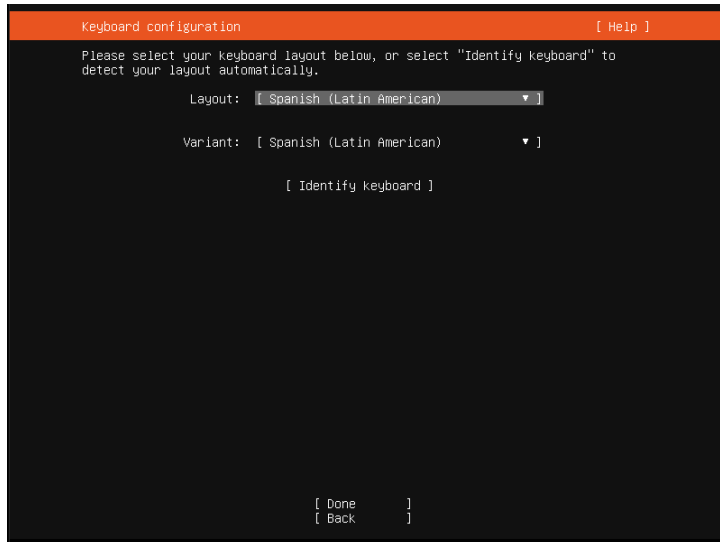 Keyboard configuration [ Help ]
Please select your keyboard layout below, or select "Identify keyboard" to
detect your layout automatically.
Layout: [ Spanish (Latin American) ▾ ]
Variant: [ Spanish (Latin American) ▾ ]
[ Identify keyboard ]
[ Done ]
[ Back ]